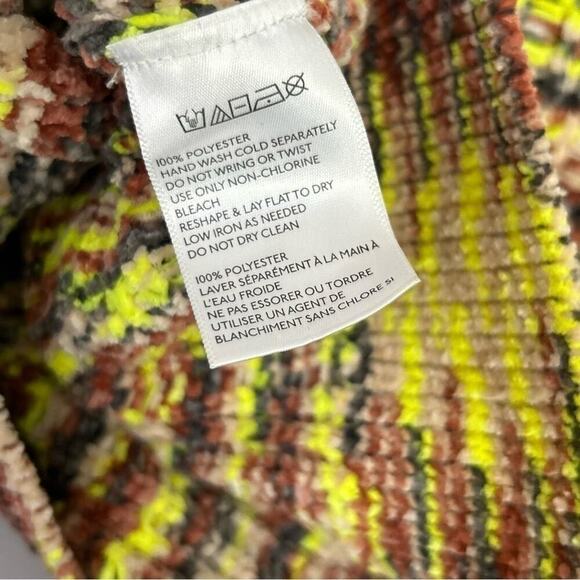 100% POLYESTER
HAND WASH COLD SEPARATELY
DO NOT WRING OR TWIST
USE ONLY NON-CHLORINE
BLEACH
RESHAPE & LAY FLAT TO DRY
LOW IRON AS NEEDED
DO NOT DRY CLEAN
100% POLYESTER
LAVER SÉPARÉMENT À LA MAIN À
L'EAU FROIDE
NE PAS ESSORER OU TORDRE
UTILISER UN AGENT DE
BLANCHIMENT SANS CHLORE SI